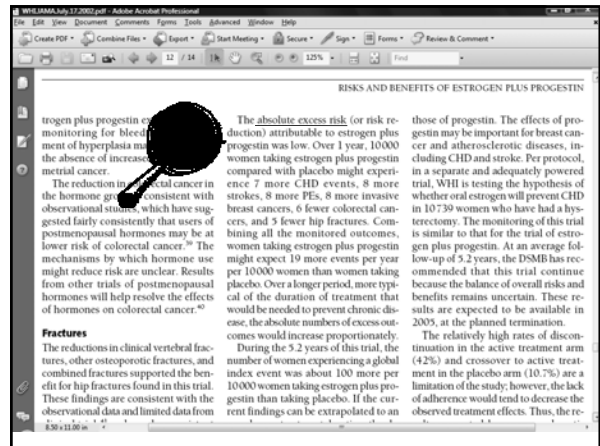 WHI.JAMA.July.17.2002.pdf - Adobe Acrobat Professional
File Edit View Document Comments Forms Tools Advanced Window Help
Create PDF Combine Files Export Start Meeting Secure Sign Forms Review & Comment
12 / 14 125% Find
RISKS AND BENEFITS OF ESTROGEN PLUS PROGESTIN
trogen plus progestin
monitoring for bleed
ment of hyperplasia
the absence of increase
metrial cancer.
The reduction in cancer in
the hormone consistent with
observational studies, which have sug-
gested fairly consistently that users of
postmenopausal hormones may be at
lower risk of colorectal cancer.39 The
mechanisms by which hormone use
might reduce risk are unclear. Results
from other trials of postmenopausal
hormones will help resolve the effects
of hormones on colorectal cancer.40
Fractures
The reductions in clinical vertebral frac-
tures, other osteoporotic fractures, and
combined fractures supported the ben-
efit for hip fractures found in this trial.
These findings are consistent with the
observational data and limited data from
The absolute excess risk (or risk re-
duction) attributable to estrogen plus
progestin was low. Over 1 year, 10000
women taking estrogen plus progestin
compared with placebo might experi-
ence 7 more CHD events, 8 more
strokes, 8 more PEs, 8 more invasive
breast cancers, 6 fewer colorectal can-
cers, and 5 fewer hip fractures. Com-
bining all the monitored outcomes,
women taking estrogen plus progestin
might expect 19 more events per year
per 10000 women than women taking
placebo. Over a longer period, more typi-
cal of the duration of treatment that
would be needed to prevent chronic dis-
ease, the absolute numbers of excess out-
comes would increase proportionately.
During the 5.2 years of this trial, the
number of women experiencing a global
index event was about 100 more per
10000 women taking estrogen plus pro-
gestin than taking placebo. If the cur-
rent findings can be extrapolated to an
those of progestin. The effects of pro-
gestin may be important for breast can-
cer and atherosclerotic diseases, in-
cluding CHD and stroke. Per protocol,
in a separate and adequately powered
trial, WHI is testing the hypothesis of
whether oral estrogen will prevent CHD
in 10739 women who have had a hys-
terectomy. The monitoring of this trial
is similar to that for the trial of estro-
gen plus progestin. At an average fol-
low-up of 5.2 years, the DSMB has rec-
ommended that this trial continue
because the balance of overall risks and
benefits remains uncertain. These re-
sults are expected to be available in
2005, at the planned termination.
The relatively high rates of discon-
tinuation in the active treatment arm
(42%) and crossover to active treat-
ment in the placebo arm (10.7%) are a
limitation of the study; however, the lack
of adherence would tend to decrease the
observed treatment effects. Thus, the re-
8.50 x 11.00 in